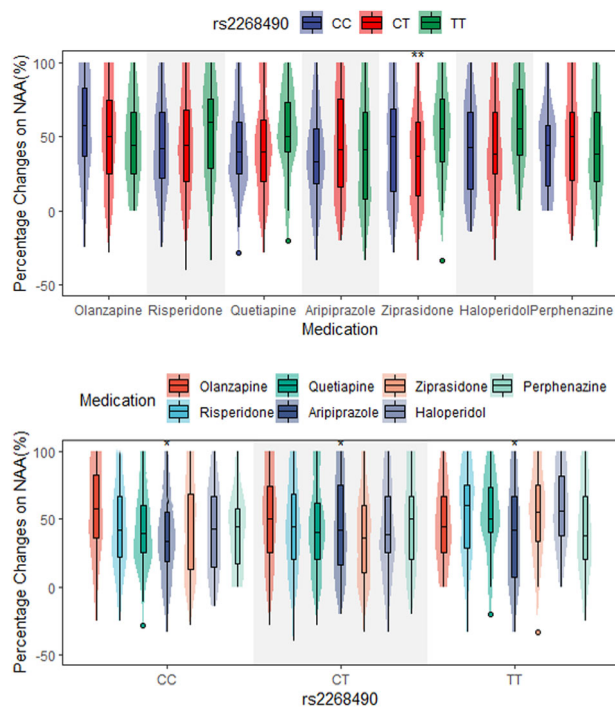 rs2268490 CC CT TT
Percentage Changes on NAA(%)
**
100
50
0
-50
Olanzapine Risperidone Quetiapine Aripiprazole Ziprasidone Haloperidol Perphenazine
Medication
Medication
Olanzapine Quetiapine Ziprasidone Perphenazine
Risperidone Aripiprazole Haloperidol
Percentage Changes on NAA(%)
* * *
100
50
0
-50
CC CT TT
rs2268490